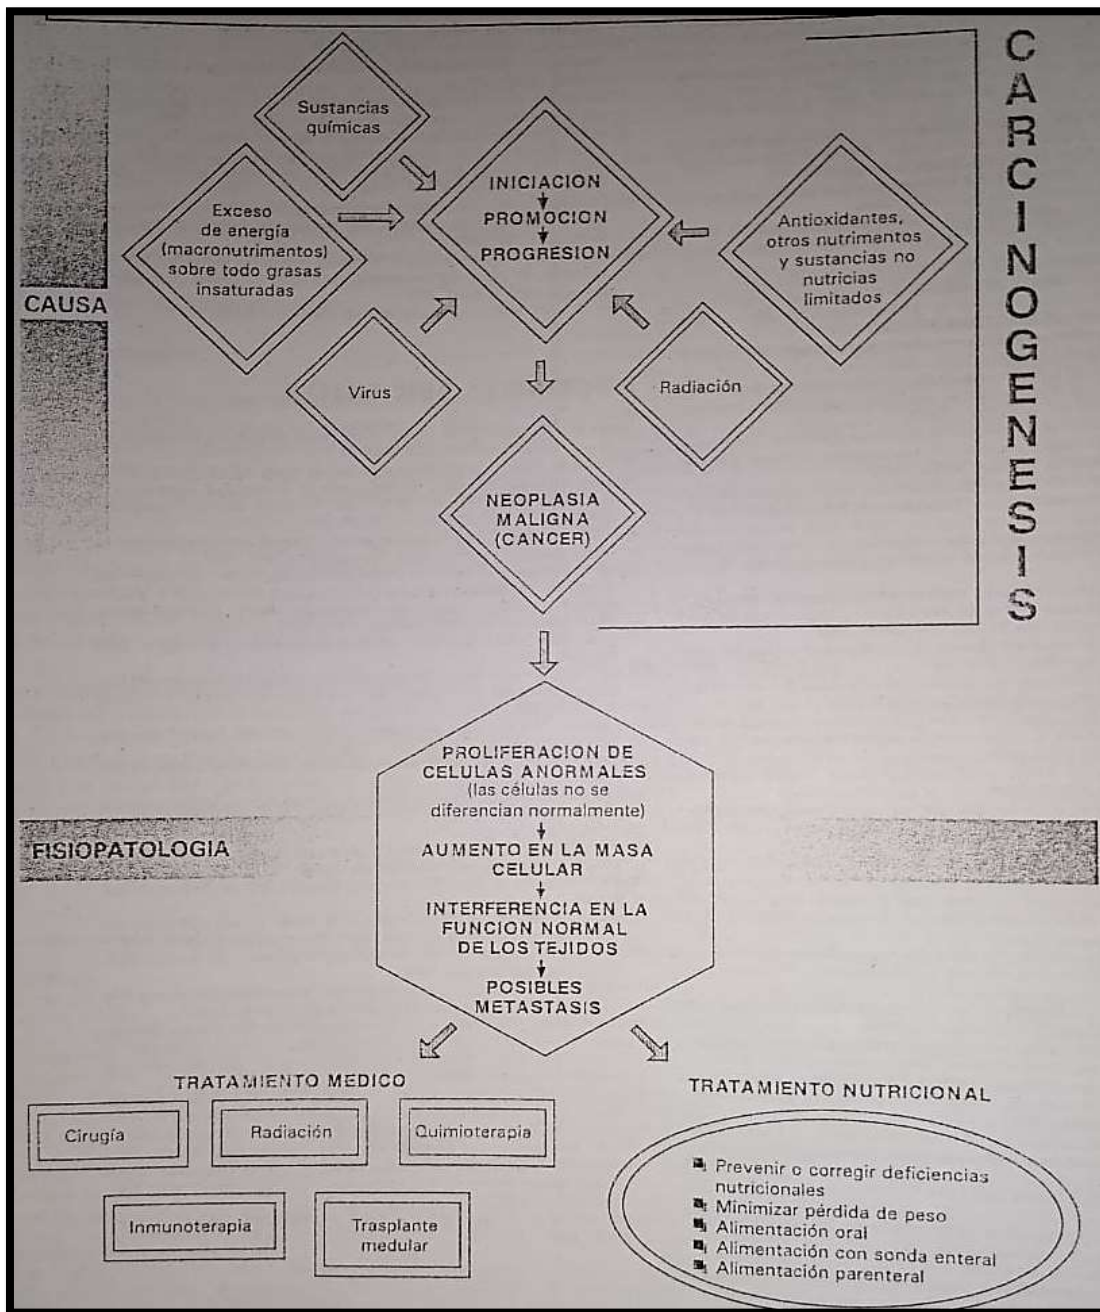 CARCINOGENESIS
Sustancias
químicas
Exceso
de energía
(macronutrimentos)
sobre todo grasas
insaturadas
INICIACION
PROMOCION
PROGRESION
Antioxidantes,
otros nutrimentos
y sustancias no
nutricias
limitados
CAUSA
Virus
Radiación
NEOPLASIA
MALIGNA
(CANCER)
PROLIFERACION DE
CELULAS ANORMALES
(las células no se
diferencian normalmente)
AUMENTO EN LA MASA
CELULAR
INTERFERENCIA EN LA
FUNCION NORMAL
DE LOS TEJIDOS
POSIBLES
METASTASIS
FISIOPATOLOGIA
TRATAMIENTO MEDICO
Cirugía
Radiación
Quimioterapia
Inmunoterapia
Trasplante
medular
TRATAMIENTO NUTRICIONAL
Prevenir o corregir deficiencias
nutricionales
Minimizar pérdida de peso
Alimentación oral
Alimentación con sonda enteral
Alimentación parenteral